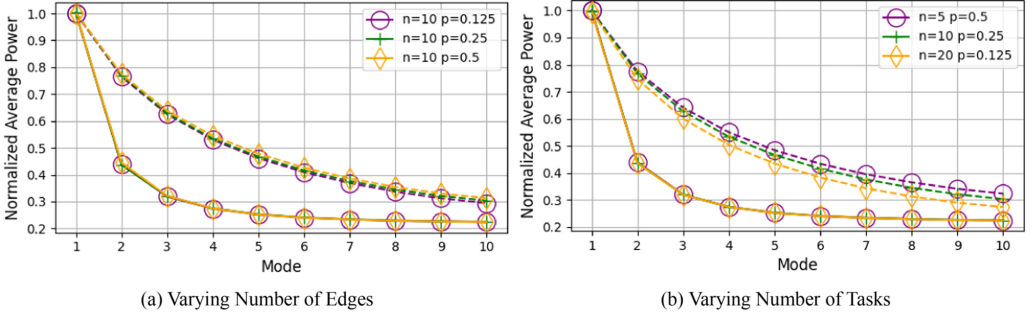 n=10 p=0.125
n=10 p=0.25
n=10 p=0.5
Normalized Average Power
1.0
0.9
0.8
0.7
0.6
0.5
0.4
0.3
0.2
1 2 3 4 5 6 7 8 9 10
Mode
(a) Varying Number of Edges
n=5 p=0.5
n=10 p=0.25
n=20 p=0.125
Normalized Average Power
1.0
0.9
0.8
0.7
0.6
0.5
0.4
0.3
0.2
1 2 3 4 5 6 7 8 9 10
Mode
(b) Varying Number of Tasks